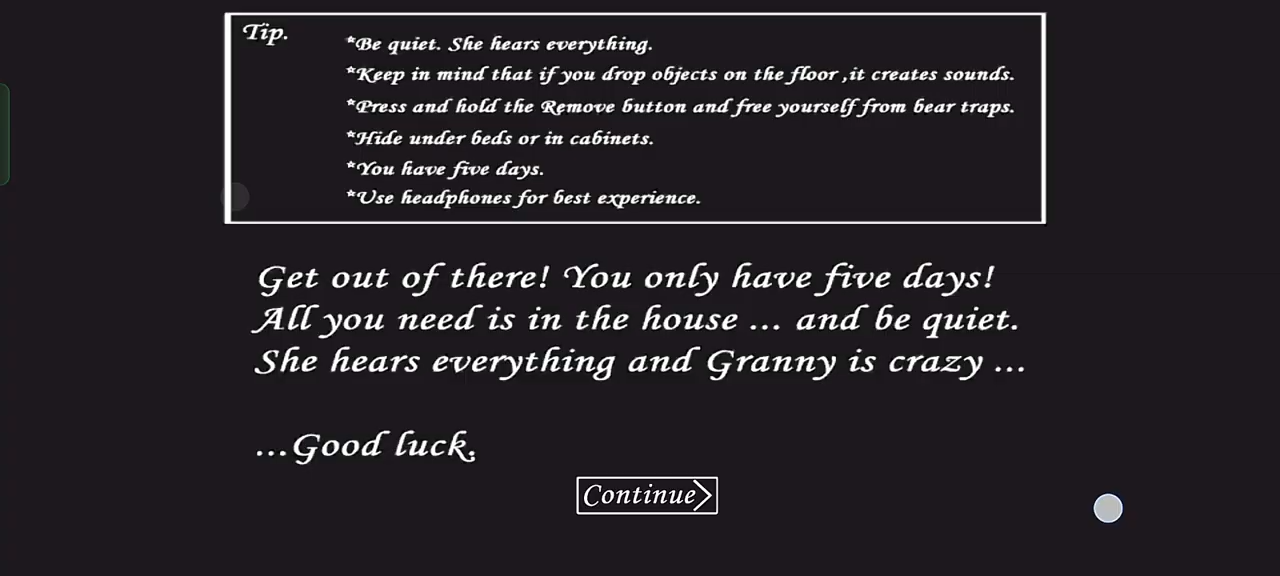 Tip.
*Be quiet. She hears everything.
*Keep in mind that if you drop objects on the floor ,it creates sounds.
*Press and hold the Remove button and free yourself from bear traps.
*Hide under beds or in cabinets.
*You have five days.
*Use headphones for best experience.
Get out of there! You only have five days!
All you need is in the house ... and be quiet.
She hears everything and Granny is crazy ...
...Good luck.
Continue